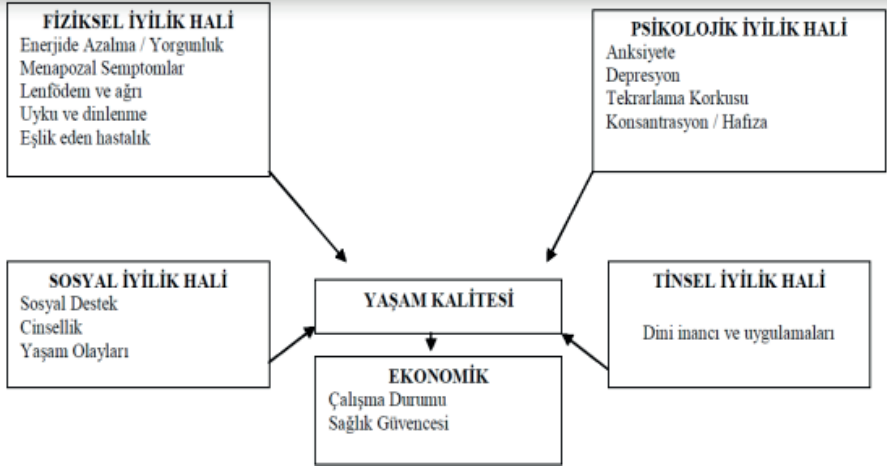 FİZİKSEL İYİLİK HALİ
Enerjide Azalma / Yorgunluk
Menapozal Semptomlar
Lenfödem ve ağrı
Uyku ve dinlenme
Eşlik eden hastalık
PSİKOLOJİK İYİLİK HALİ
Anksiyete
Depresyon
Tekrarlama Korkusu
Konsantrasyon / Hafıza
SOSYAL İYİLİK HALİ
Sosyal Destek
Cinsellik
Yaşam Olayları
YAŞAM KALİTESİ
TİNSEL İYİLİK HALİ
Dini inancı ve uygulamaları
EKONOMİK
Çalışma Durumu
Sağlık Güvencesi